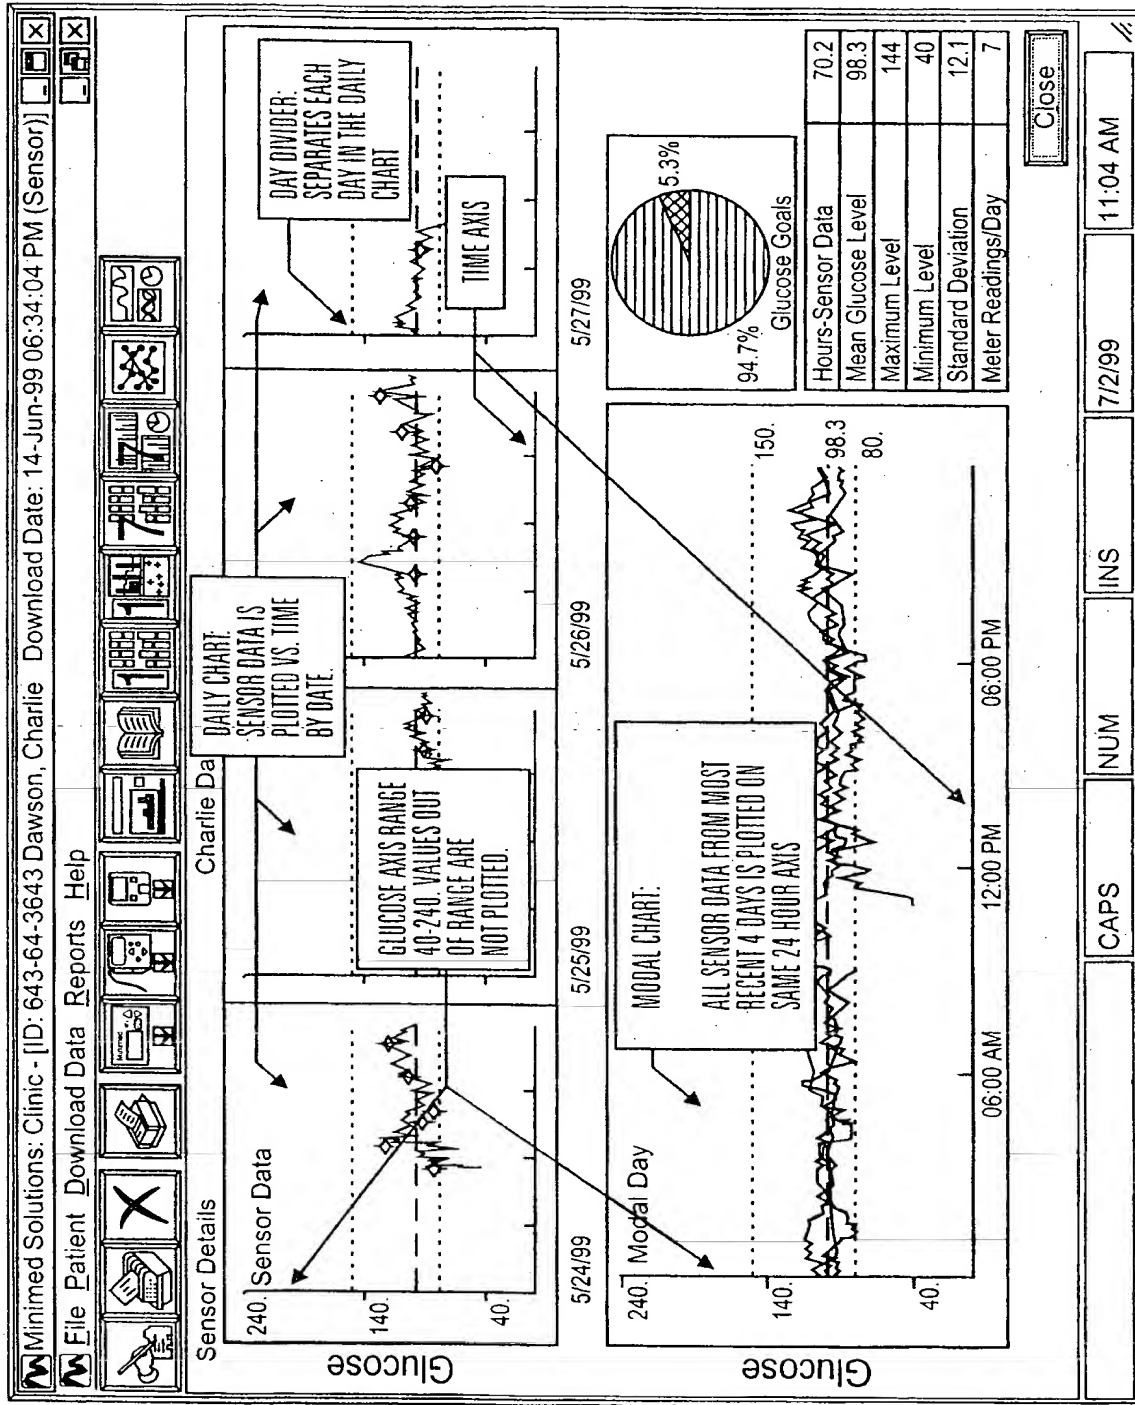 Minimed Solutions: Clinic - [ID: 643-64-3643 Dawson, Charlie Download Date: 14-Jun-99 06:34:04 PM (Sensor)]
File Patient Download Data Reports Help
Sensor Details
Charlie Da
240. Sensor Data
140.
40.
Glucose
DAILY CHART:
SENSOR DATA IS
PLOTTED VS. TIME
BY DATE.
DAY DIVIDER:
SEPARATES EACH
DAY IN THE DAILY
CHART
GLUCOSE AXIS RANGE
40-240. VALUES OUT
OF RANGE ARE
NOT PLOTTED.
TIME AXIS
5/24/99
5/25/99
5/26/99
5/27/99
240. Modal Day
140.
40.
Glucose
MODAL CHART:
ALL SENSOR DATA FROM MOST
RECENT 4 DAYS IS PLOTTED ON
SAME 24 HOUR AXIS
150.
98.3
80.
06:00 AM
12:00 PM
06:00 PM
94.7%
5.3%
Glucose Goals
Hours-Sensor Data 70.2
Mean Glucose Level 98.3
Maximum Level 144
Minimum Level 40
Standard Deviation 12.1
Meter Readings/Day 7
Close
CAPS
NUM
INS
7/2/99
11:04 AM